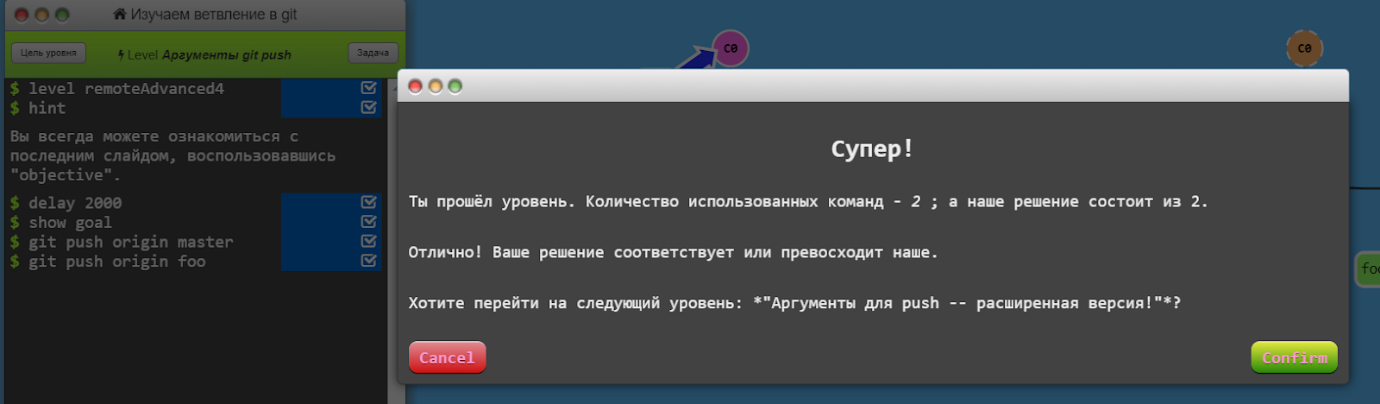 Изучаем ветвление в git
Цель уровня
Level Аргументы git push
Задача
$ level remoteAdvanced4
$ hint
Вы всегда можете ознакомиться с
последним слайдом, воспользовавшись
"objective".
$ delay 2000
$ show goal
$ git push origin master
$ git push origin foo
C0
C0
Супер!
Ты прошёл уровень. Количество использованных команд - 2 ; а наше решение состоит из 2.
Отлично! Ваше решение соответствует или превосходит наше.
Хотите перейти на следующий уровень: *"Аргументы для push -- расширенная версия!"*?
Cancel
Confirm
foo